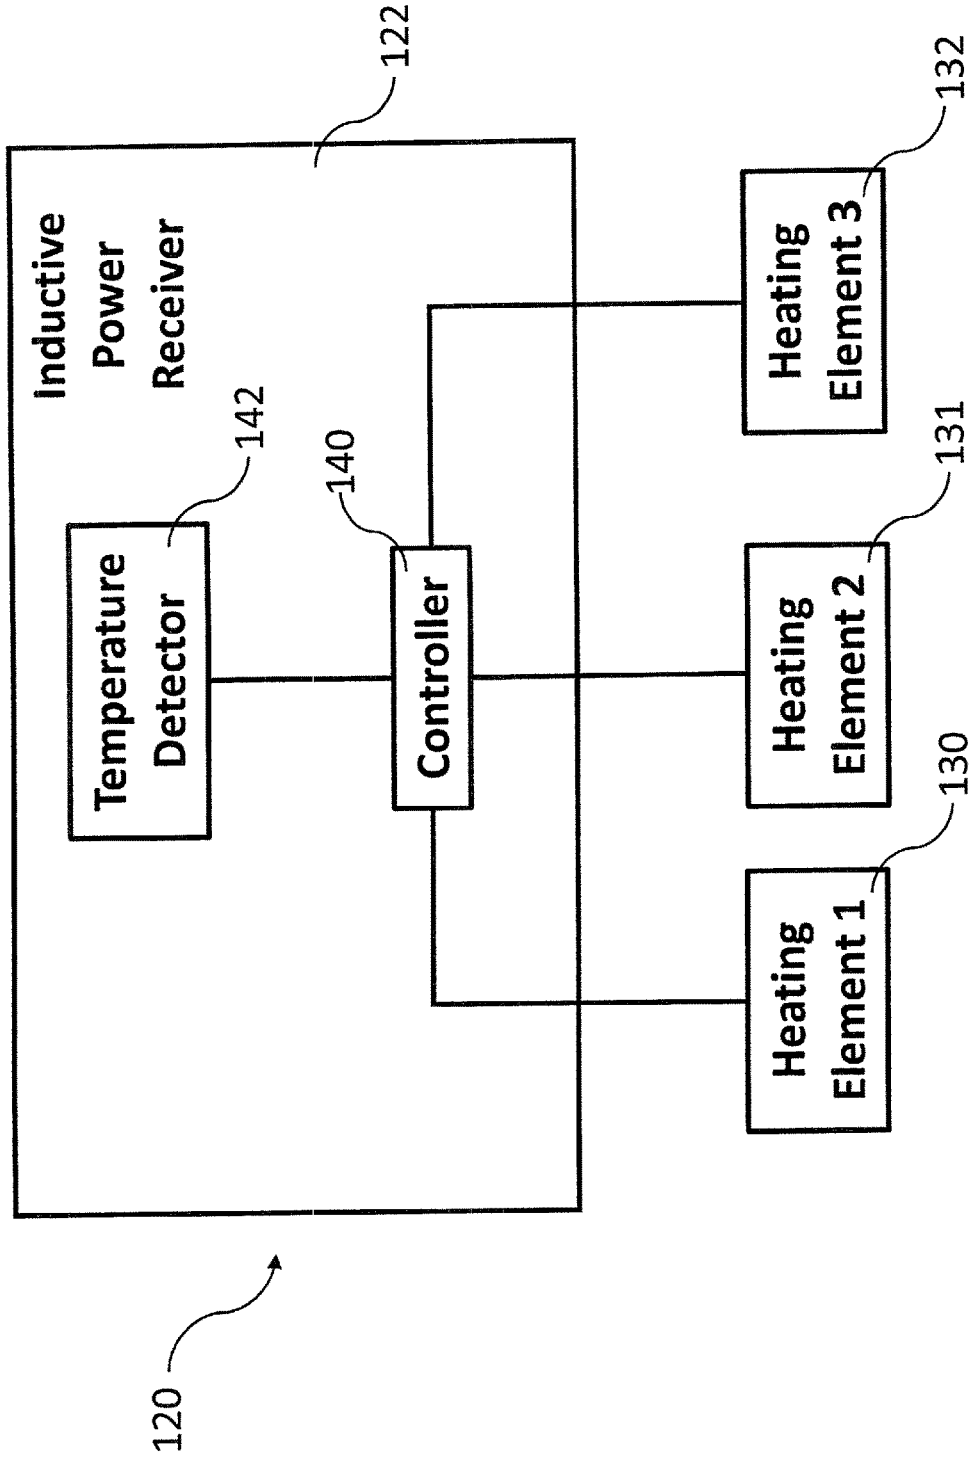 120
122
Inductive
Power
Receiver
Temperature
Detector
142
140
Controller
Heating
Element 1
130
Heating
Element 2
131
Heating
Element 3
132